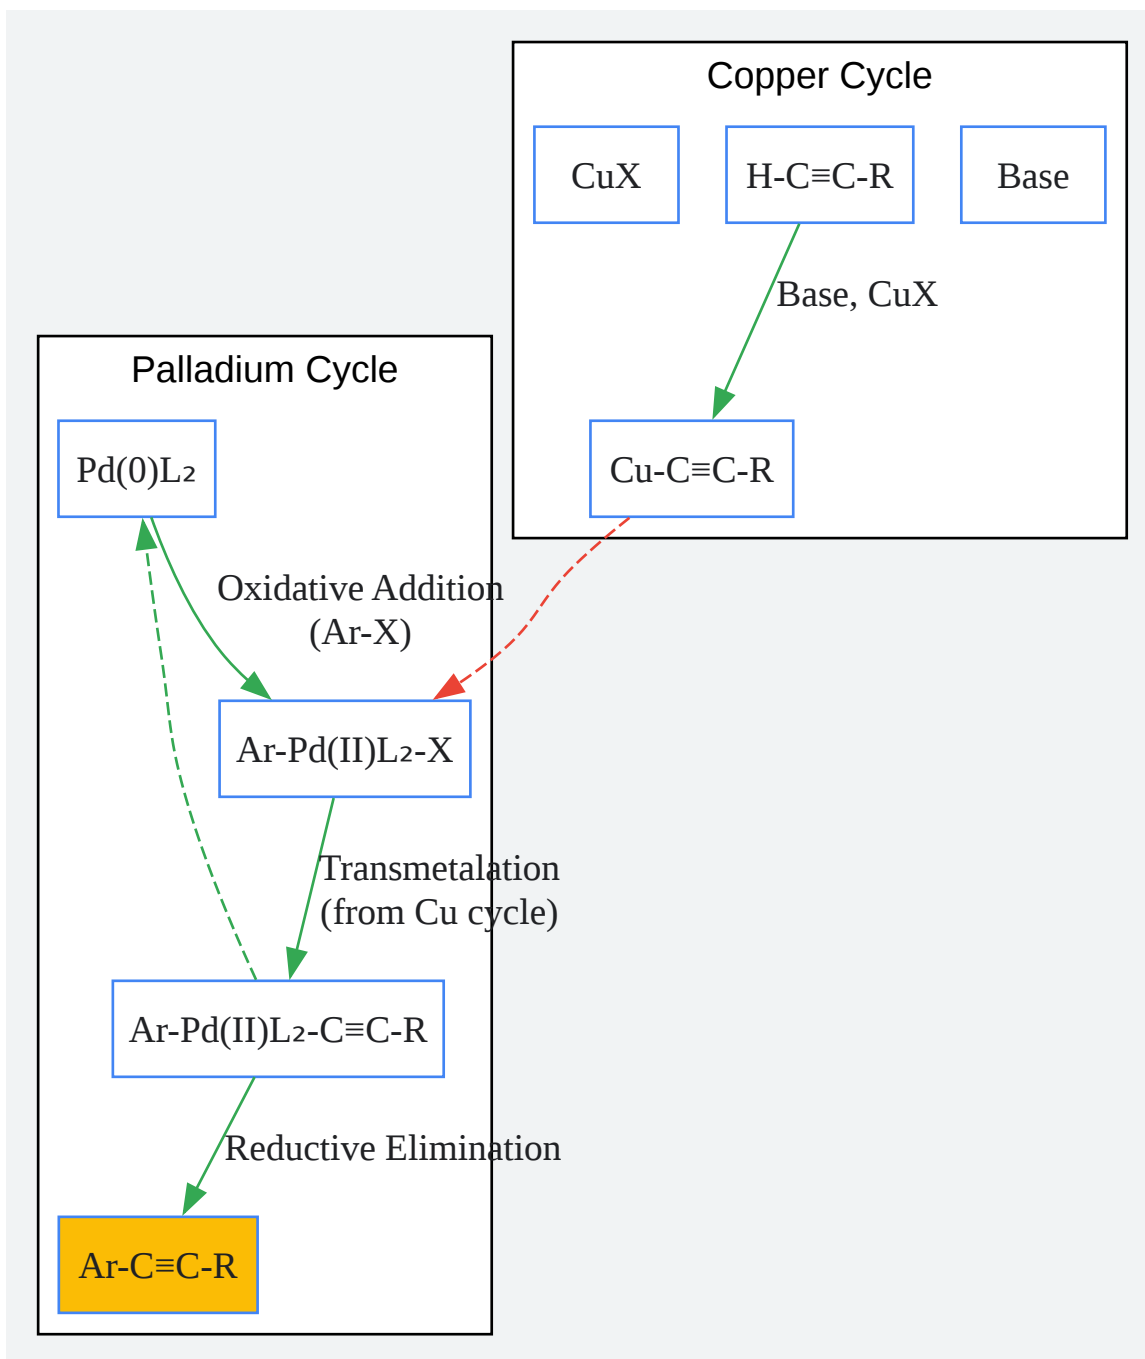 Copper Cycle
CuX
H-C≡C-R
Base
Base, CuX
Cu-C≡C-R
Palladium Cycle
Pd(0)L₂
Oxidative Addition
(Ar-X)
Ar-Pd(II)L₂-X
Transmetalation
(from Cu cycle)
Ar-Pd(II)L₂-C≡C-R
Reductive Elimination
Ar-C≡C-R